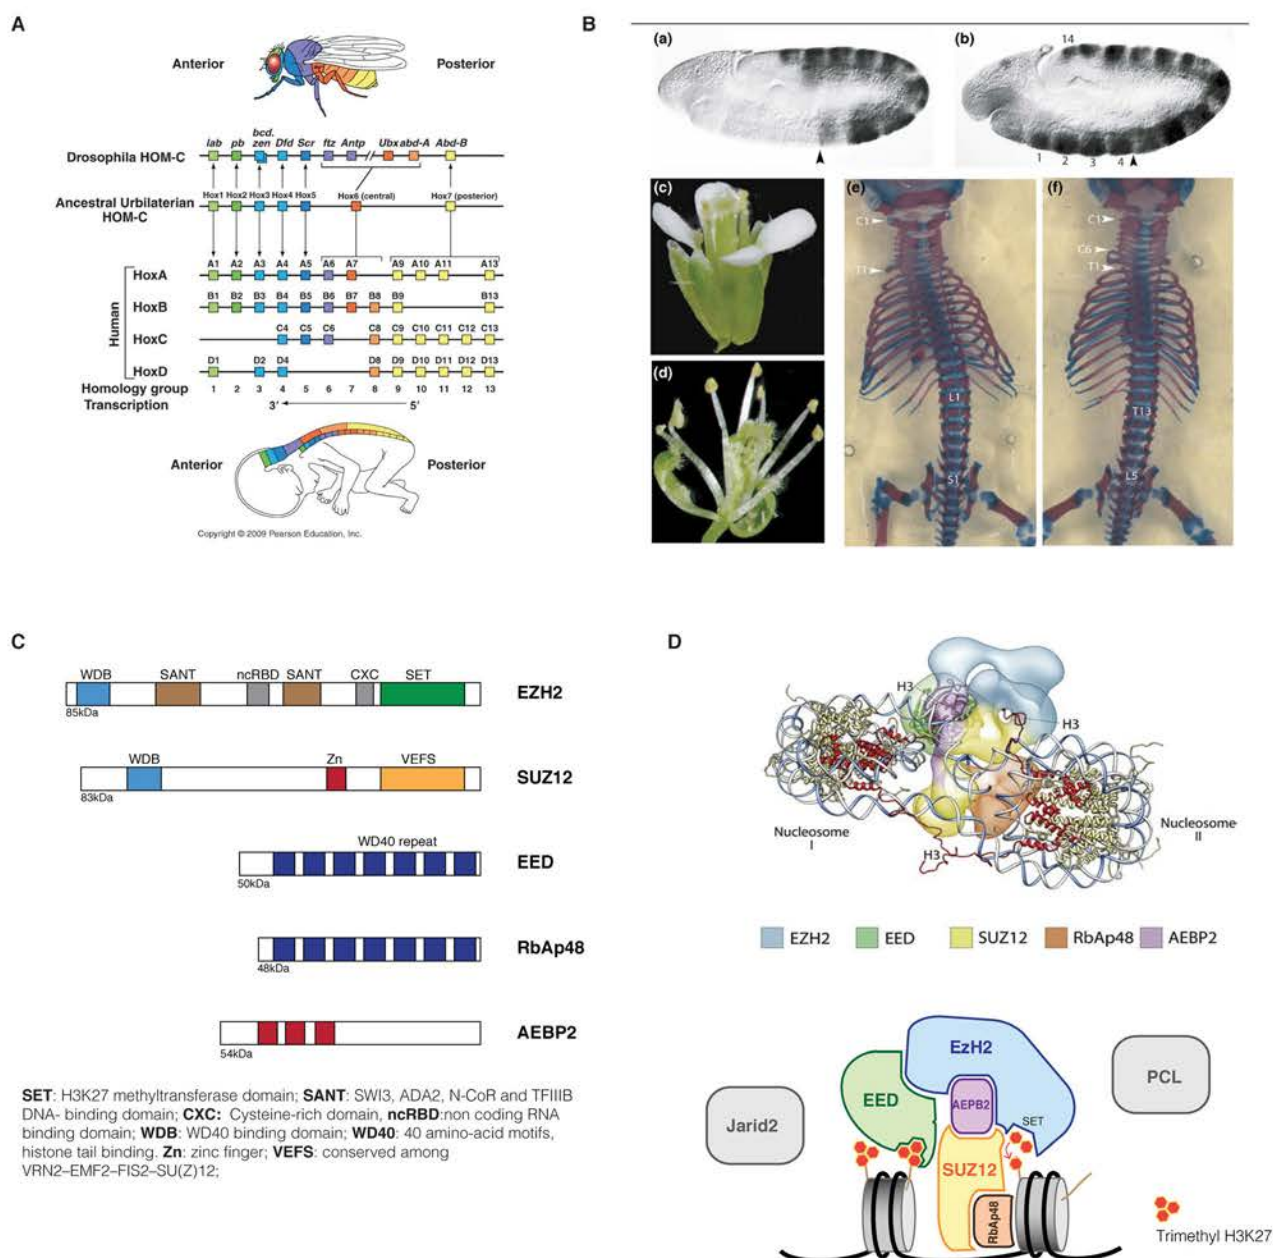 A
Anterior
Posterior
lab pb bcd. zen Dfd Scr ftz Antp Ubx abd-A Abd-B
Drosophila HOM-C
Hox1 Hox2 Hox3 Hox4 Hox5 Hox6 (central) Hox7 (posterior)
Ancestral Urbilaterian
HOM-C
Human
A1 A2 A3 A4 A5 A6 A7 A9 A10 A11 A13
HoxA
B1 B2 B3 B4 B5 B6 B7 B8 B9 B13
HoxB
C4 C5 C6 C8 C9 C10 C11 C12 C13
HoxC
D1 D2 D4 D8 D9 D10 D11 D12 D13
HoxD
Homology group 1 2 3 4 5 6 7 8 9 10 11 12 13
Transcription 3′ 5′
Anterior
Posterior
Copyright © 2009 Pearson Education, Inc.
B
(a)
(b)
14
1 2 3 4
(c)
(d)
(e)
C1
T1
L1
S1
(f)
C1
C6
T1
T13
L5
C
WDB SANT ncRBD SANT CXC SET
EZH2
85kDa
WDB Zn VEFS
SUZ12
83kDa
WD40 repeat
EED
50kDa
RbAp48
48kDa
AEBP2
54kDa
SET: H3K27 methyltransferase domain; SANT: SWI3, ADA2, N-CoR and TFIIIB
DNA- binding domain; CXC: Cysteine-rich domain, ncRBD:non coding RNA
binding domain; WDB: WD40 binding domain; WD40: 40 amino-acid motifs,
histone tail binding. Zn: zinc finger; VEFS: conserved among
VRN2–EMF2–FIS2–SU(Z)12;
D
H3
H3
Nucleosome
I
H3
Nucleosome
II
EZH2 EED SUZ12 RbAp48 AEBP2
EzH2
PCL
EED
AEPB2
Jarid2
SET
SUZ12
RbAp48
Trimethyl H3K27